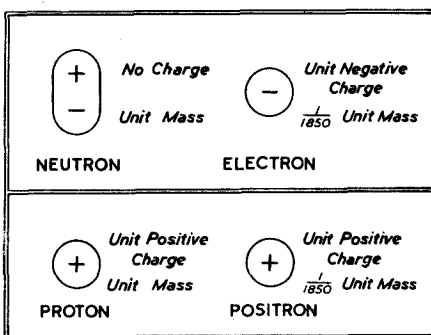 + No Charge
− Unit Mass
NEUTRON
− Unit Negative
Charge
1/1850 Unit Mass
ELECTRON
+ Unit Positive
Charge
Unit Mass
PROTON
+ Unit Positive
Charge
1/1850 Unit Mass
POSITRON